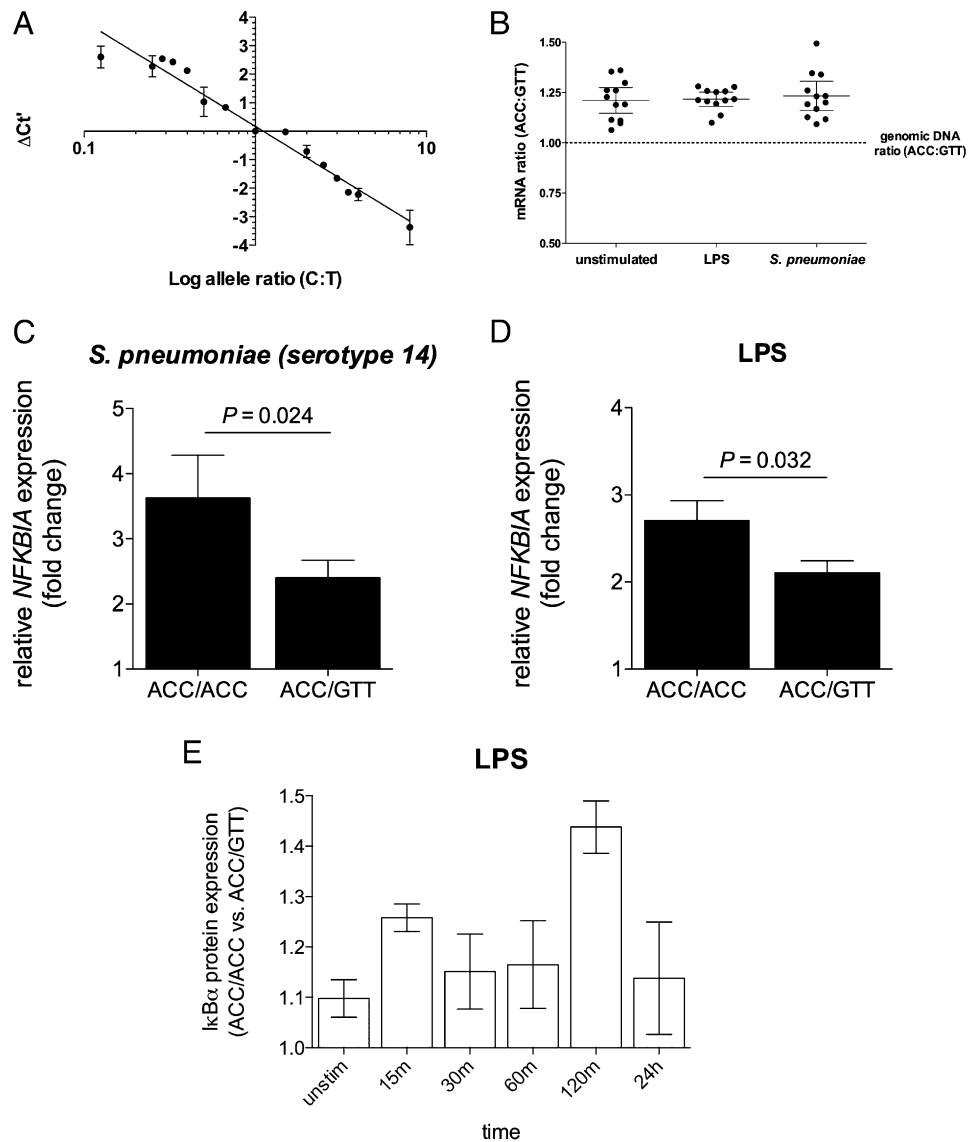 A
4
3
2
1
0
-1
-2
-3
-4
0.1
10
ΔCt'
Log allele ratio (C:T)
B
mRNA ratio (ACC:GTT)
1.50
1.25
1.00
0.75
0.50
genomic DNA
ratio (ACC:GTT)
unstimulated LPS S. pneumoniae
C
S. pneumoniae (serotype 14)
relative NFKBIA expression
(fold change)
5
4
3
2
1
P = 0.024
ACC/ACC ACC/GTT
D
LPS
relative NFKBIA expression
(fold change)
4
3
2
1
P = 0.032
ACC/ACC ACC/GTT
E
LPS
IκBα protein expression
(ACC/ACC vs. ACC/GTT)
1.5
1.4
1.3
1.2
1.1
1.0
unstim 15m 30m 60m 120m 24h
time